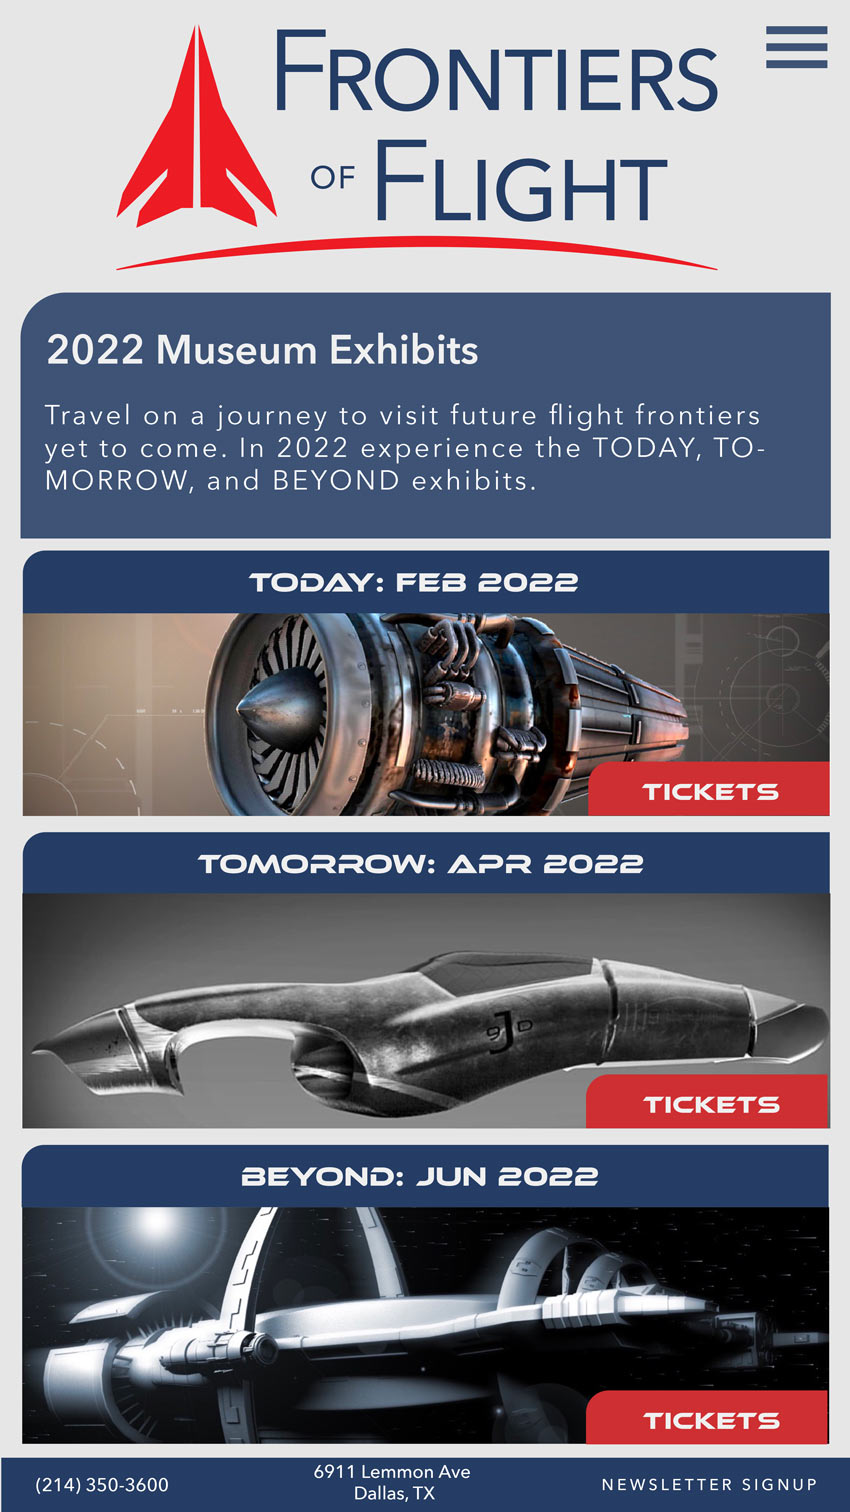 FRONTIERS
OF FLIGHT
2022 Museum Exhibits
Travel on a journey to visit future flight frontiers
yet to come. In 2022 experience the TODAY, TO-
MORROW, and BEYOND exhibits.
TODAY: FEB 2022
TICKETS
TOMORROW: APR 2022
J
9 D
TICKETS
BEYOND: JUN 2022
TICKETS
(214) 350-3600
6911 Lemmon Ave
Dallas, TX
NEWSLETTER SIGNUP